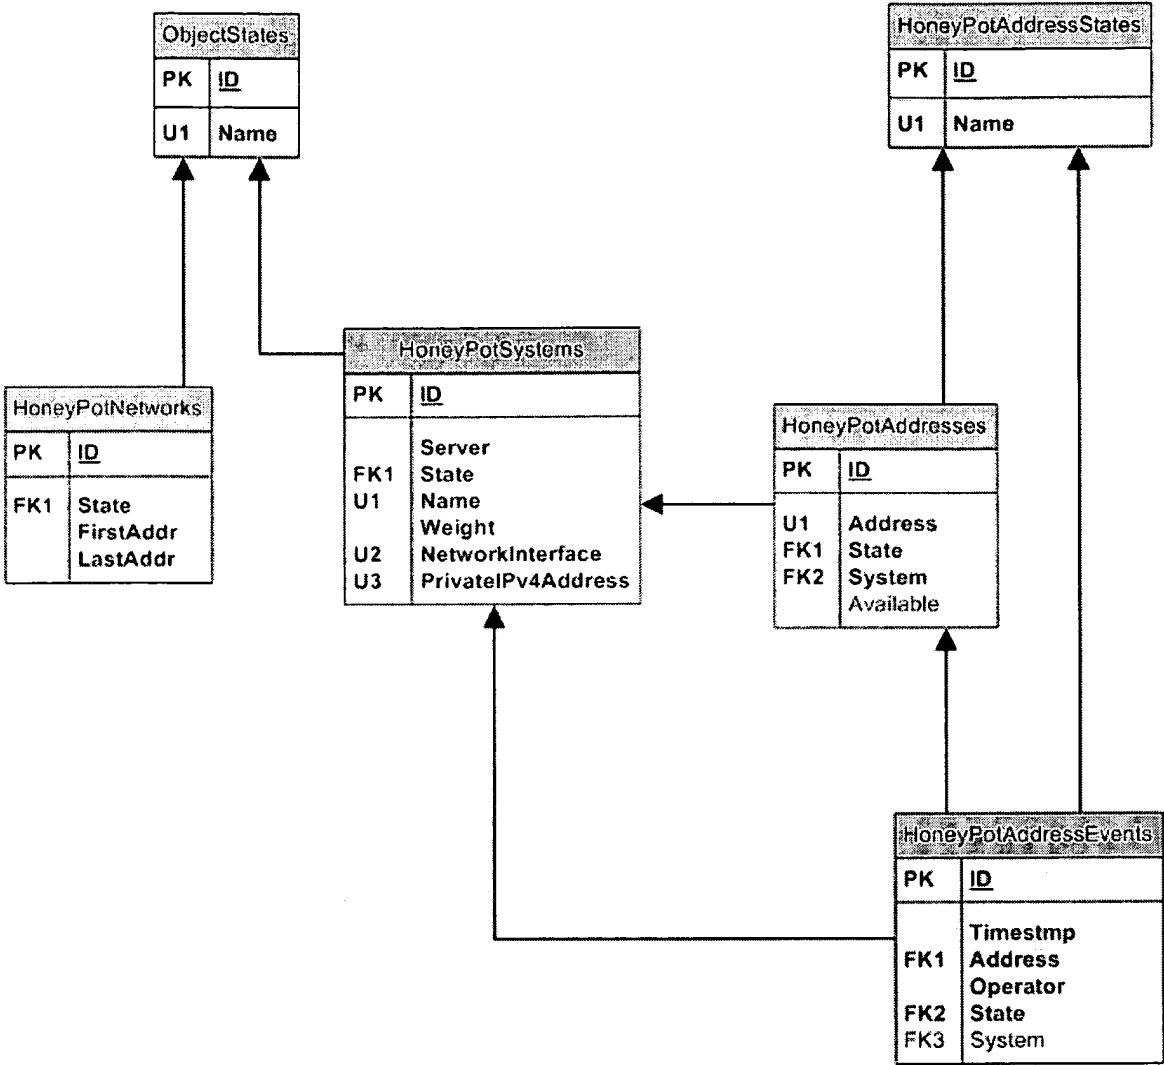 ObjectStates
PK ID
U1 Name
HoneyPotAddressStates
PK ID
U1 Name
HoneyPotSystems
PK ID
Server
FK1 State
U1 Name
Weight
U2 NetworkInterface
U3 PrivateIPv4Address
HoneyPotNetworks
PK ID
FK1 State
FirstAddr
LastAddr
HoneyPotAddresses
PK ID
U1 Address
FK1 State
FK2 System
Available
HoneyPotAddressEvents
PK ID
Timestmp
FK1 Address
Operator
FK2 State
FK3 System